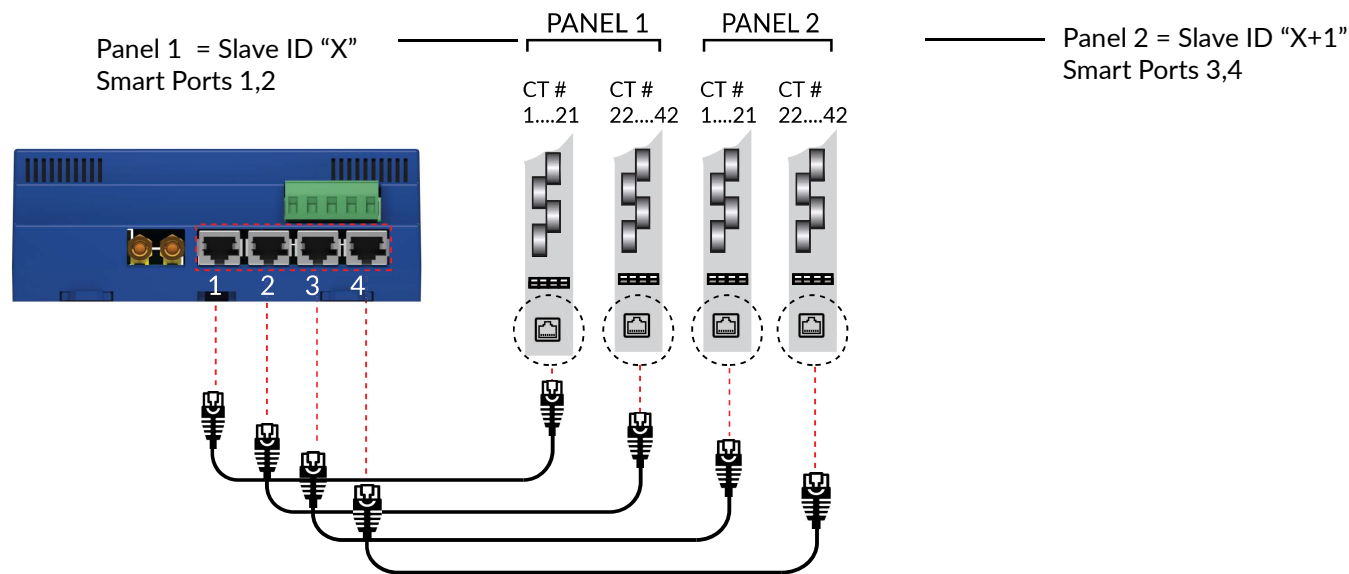 PANEL 1
PANEL 2
Panel 1 = Slave ID “X”
Smart Ports 1,2
Panel 2 = Slave ID “X+1”
Smart Ports 3,4
CT #
1....21
CT #
22....42
CT #
1....21
CT #
22....42
1 2 3 4